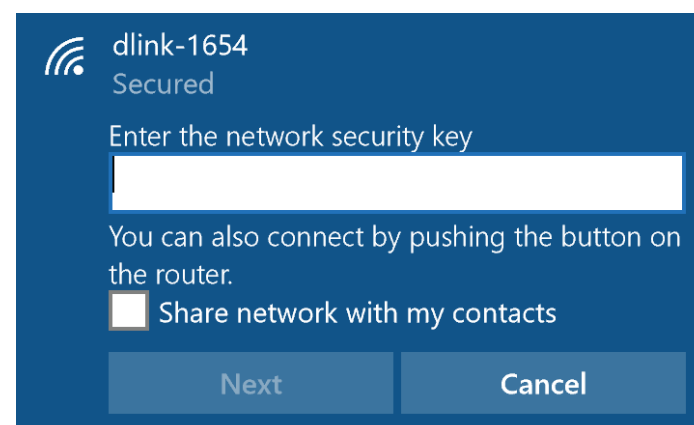 dlink-1654
Secured
Enter the network security key
You can also connect by pushing the button on
the router.
Share network with my contacts
Next
Cancel